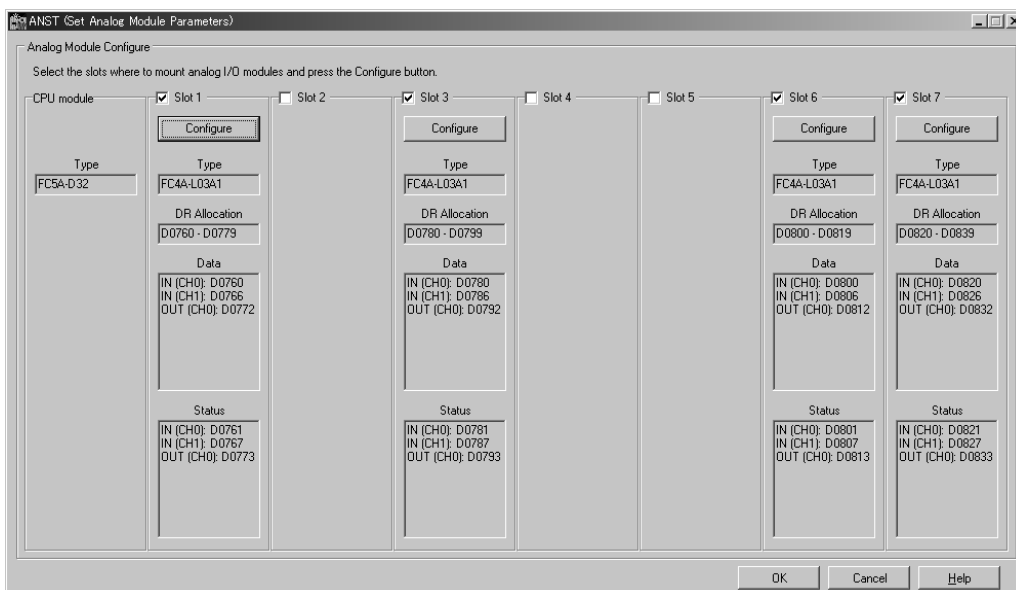 ANST (Set Analog Module Parameters)
Analog Module Configure
Select the slots where to mount analog I/O modules and press the Configure button.
CPU module
Type
FC5A-D32
Slot 1
Configure
Type
FC4A-L03A1
DR Allocation
D0760 - D0779
Data
IN (CH0): D0760
IN (CH1): D0766
OUT (CH0): D0772
Status
IN (CH0): D0761
IN (CH1): D0767
OUT (CH0): D0773
Slot 2
Slot 3
Configure
Type
FC4A-L03A1
DR Allocation
D0780 - D0799
Data
IN (CH0): D0780
IN (CH1): D0786
OUT (CH0): D0792
Status
IN (CH0): D0781
IN (CH1): D0787
OUT (CH0): D0793
Slot 4
Slot 5
Slot 6
Configure
Type
FC4A-L03A1
DR Allocation
D0800 - D0819
Data
IN (CH0): D0800
IN (CH1): D0806
OUT (CH0): D0812
Status
IN (CH0): D0801
IN (CH1): D0807
OUT (CH0): D0813
Slot 7
Configure
Type
FC4A-L03A1
DR Allocation
D0820 - D0839
Data
IN (CH0): D0820
IN (CH1): D0826
OUT (CH0): D0832
Status
IN (CH0): D0821
IN (CH1): D0827
OUT (CH0): D0833
OK
Cancel
Help